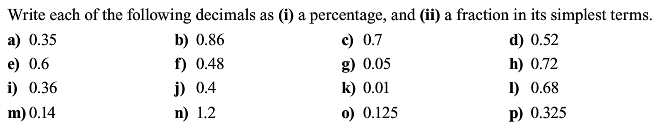 Write each of the following decimals as (i) a percentage, and (ii) a fraction in its simplest terms.
a) 0.35 b) 0.86 c) 0.7 d) 0.52
e) 0.6 f) 0.48 g) 0.05 h) 0.72
i) 0.36 j) 0.4 k) 0.01 l) 0.68
m) 0.14 n) 1.2 o) 0.125 p) 0.325